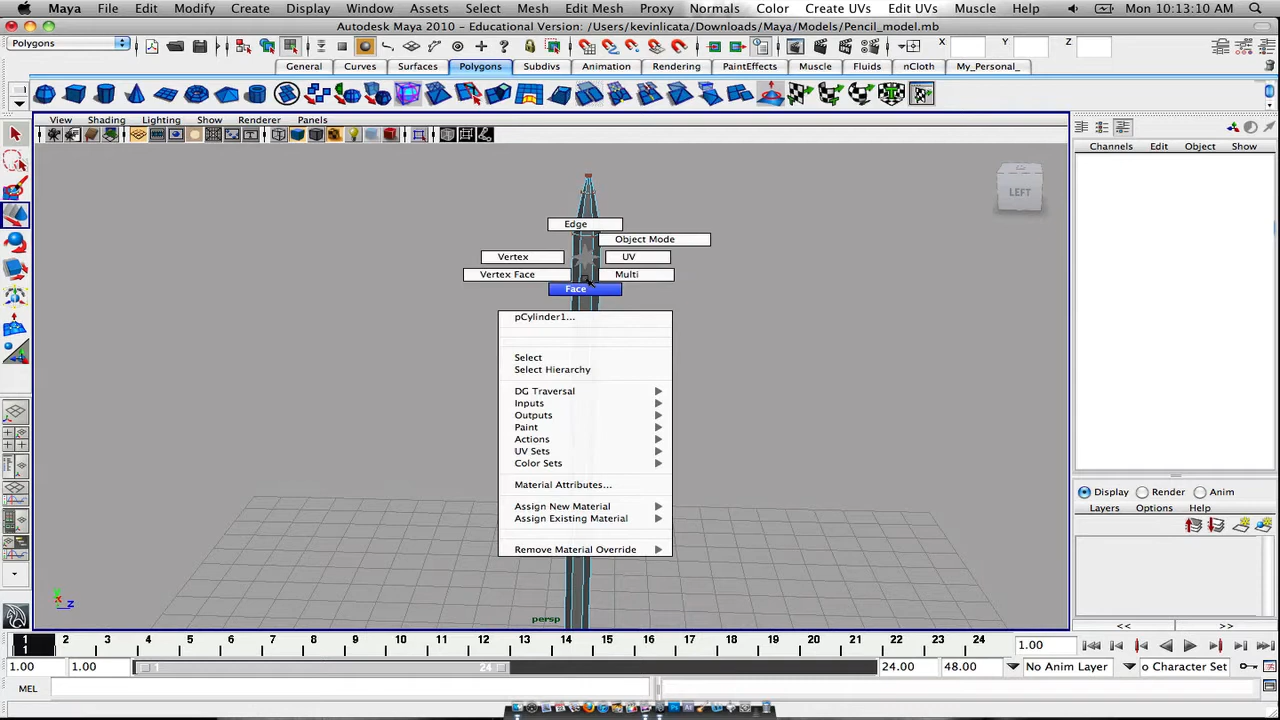 Maya File Edit Modify Create Display Window Assets Select Mesh Edit Mesh Proxy Normals Color Create UVs Edit UVs Muscle Help Mon 10:13:10 AM
Autodesk Maya 2010 - Educational Version: /Users/kevinlicata/Downloads/Maya/Models/Pencil_model.mb
Polygons X Y Z
General Curves Surfaces Polygons Subdivs Animation Rendering PaintEffects Muscle Fluids nCloth My_Personal_
View Shading Lighting Show Renderer Panels
Channels Edit Object Show
LEFT
Edge
Object Mode
Vertex UV
Vertex Face Multi
Face
pCylinder1...
Select
Select Hierarchy
DG Traversal
Inputs
Outputs
Paint
Actions
UV Sets
Color Sets
Material Attributes...
Assign New Material
Assign Existing Material
Remove Material Override
Display Render Anim
Layers Options Help
z
persp
<< >>
1 2 3 4 5 6 7 8 9 10 11 12 13 14 15 16 17 18 19 20 21 22 23 24
1 1.00
1.00 1.00 1 24 24.00 48.00 No Anim Layer o Character Set
MEL